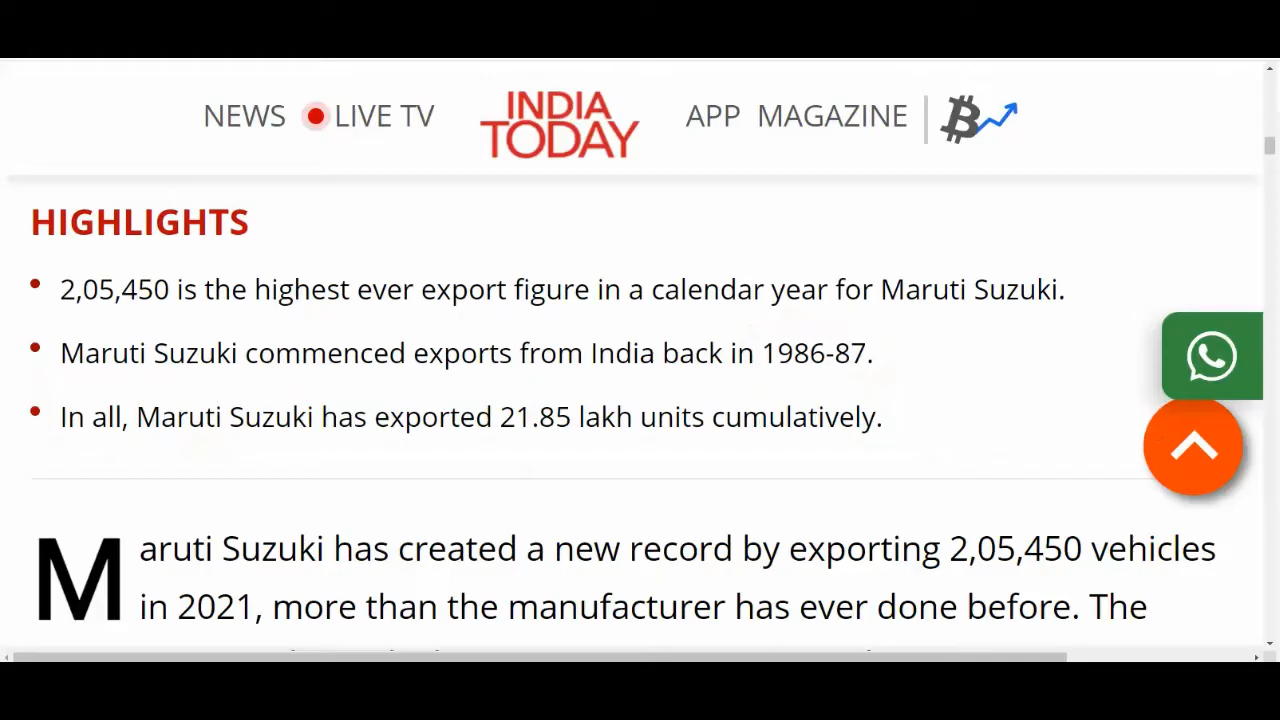 NEWS LIVE TV INDIA TODAY APP MAGAZINE
HIGHLIGHTS
2,05,450 is the highest ever export figure in a calendar year for Maruti Suzuki.
Maruti Suzuki commenced exports from India back in 1986-87.
In all, Maruti Suzuki has exported 21.85 lakh units cumulatively.
Maruti Suzuki has created a new record by exporting 2,05,450 vehicles
in 2021, more than the manufacturer has ever done before. The